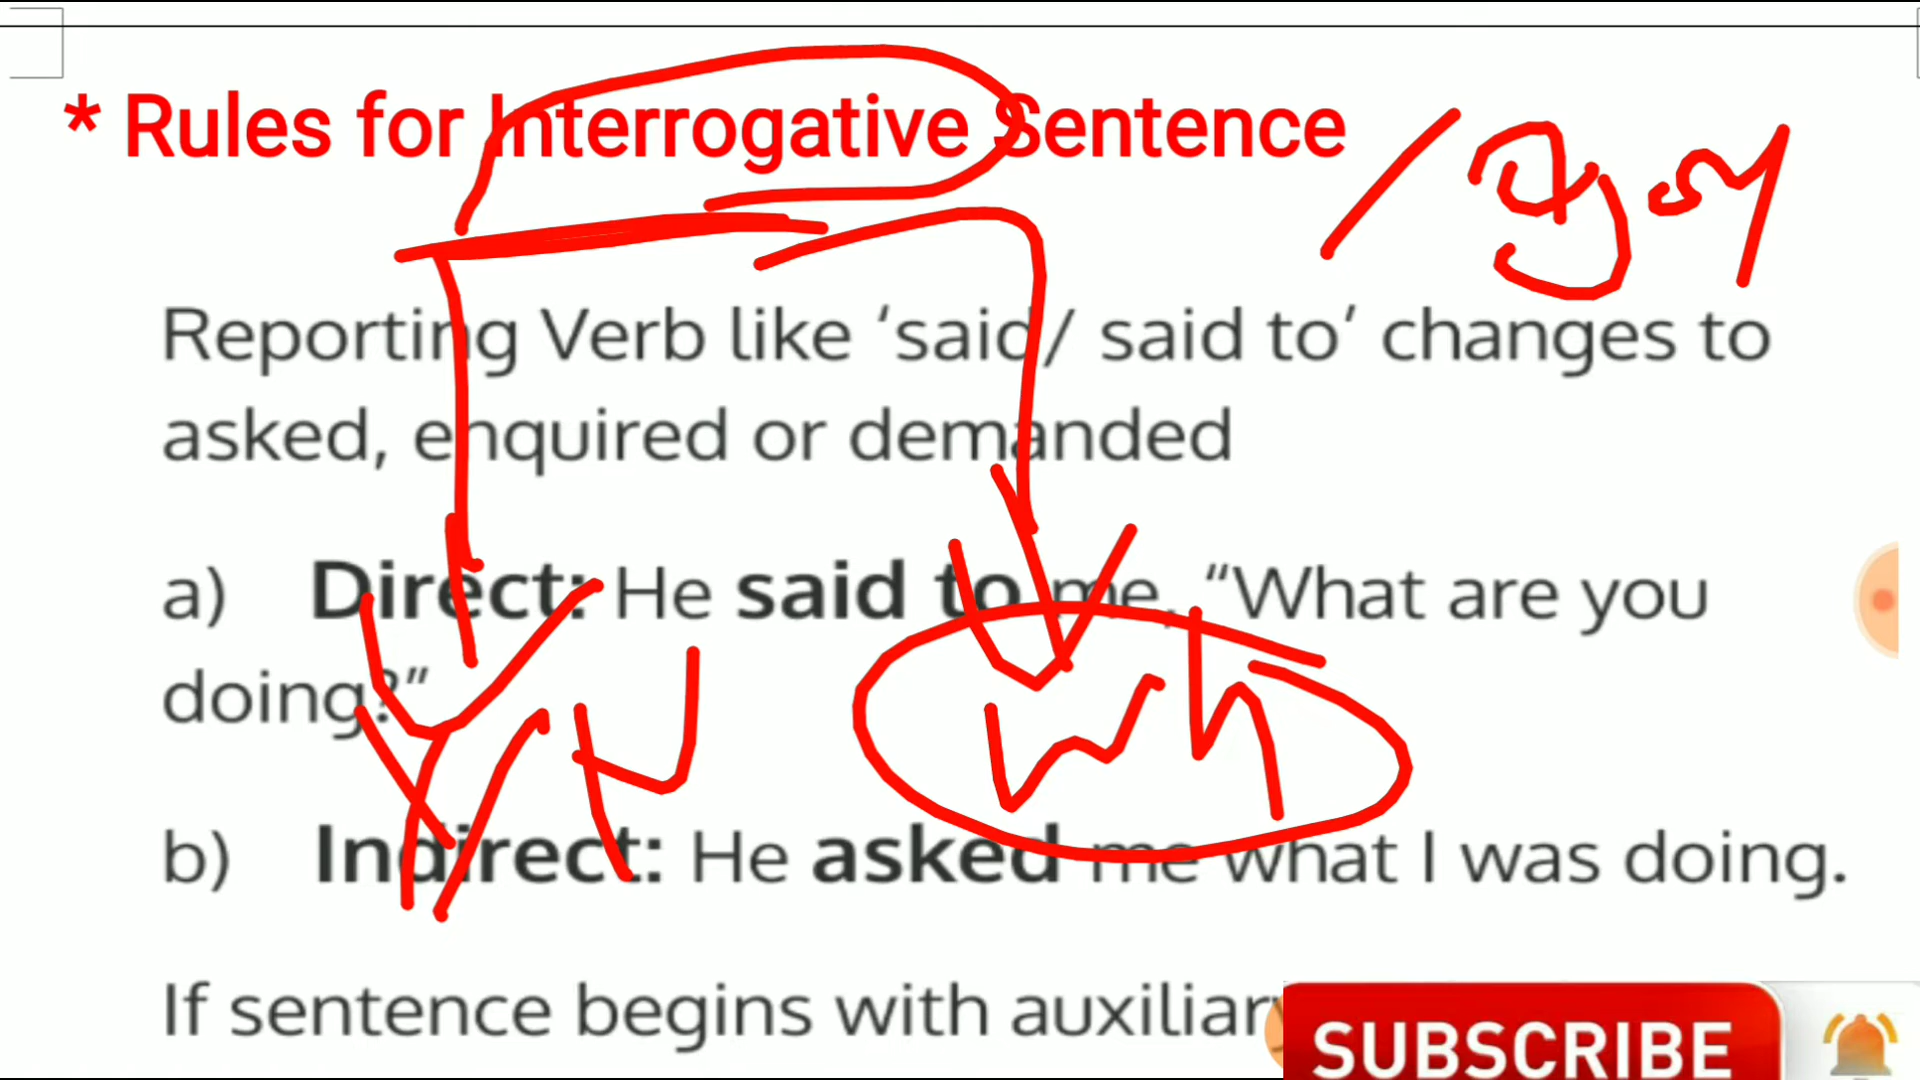 * Rules for Interrogative Sentence
Reporting Verb like ‘said/ said to’ changes to
asked, enquired or demanded
a) Direct: He said to me, “What are you
doing?”
Y/N
Wh
b) Indirect: He asked me what I was doing.
If sentence begins with
SUBSCRIBE